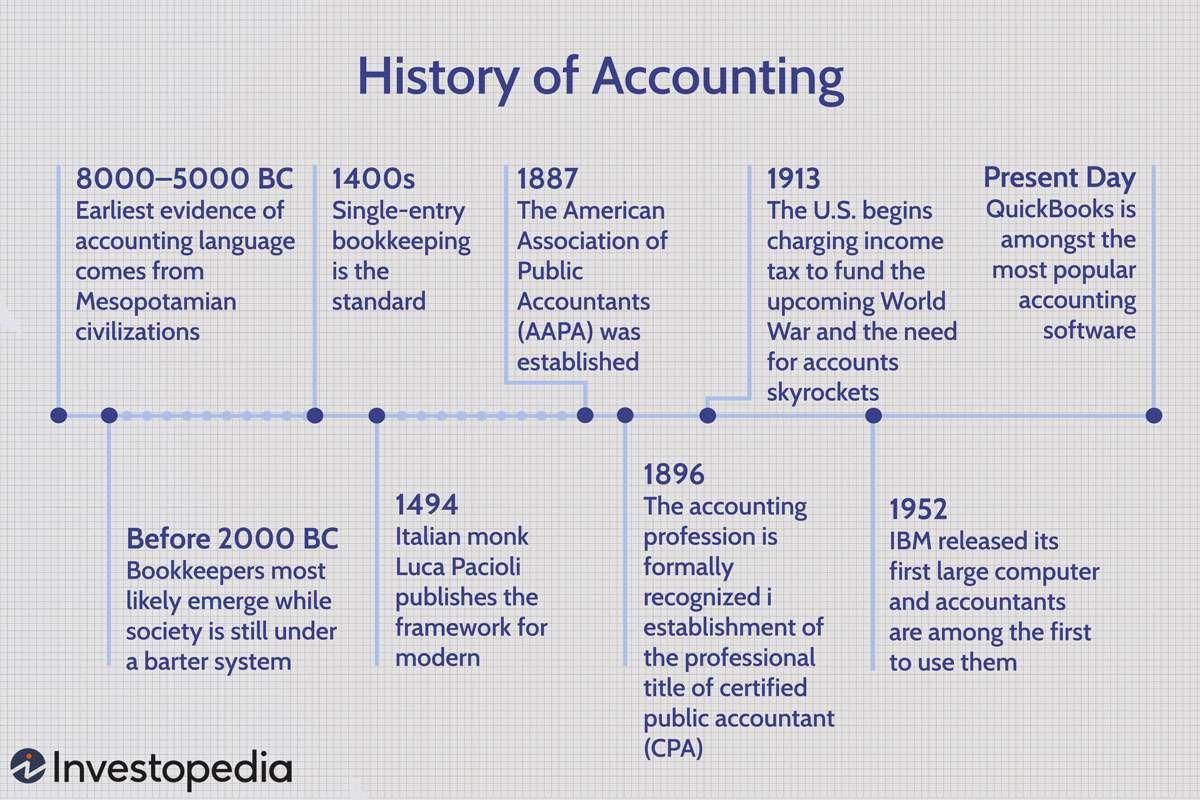 History of Accounting
8000–5000 BC
Earliest evidence of
accounting language
comes from
Mesopotamian
civilizations
Before 2000 BC
Bookkeepers most
likely emerge while
society is still under
a barter system
1400s
Single-entry
bookkeeping
is the
standard
1494
Italian monk
Luca Pacioli
publishes the
framework for
modern
1887
The American
Association of
Public
Accountants
(AAPA) was
established
1896
The accounting
profession is
formally
recognized i
establishment of
the professional
title of certified
public accountant
(CPA)
1913
The U.S. begins
charging income
tax to fund the
upcoming World
War and the need
for accounts
skyrockets
1952
IBM released its
first large computer
and accountants
are among the first
to use them
Present Day
QuickBooks is
amongst the
most popular
accounting
software
Investopedia